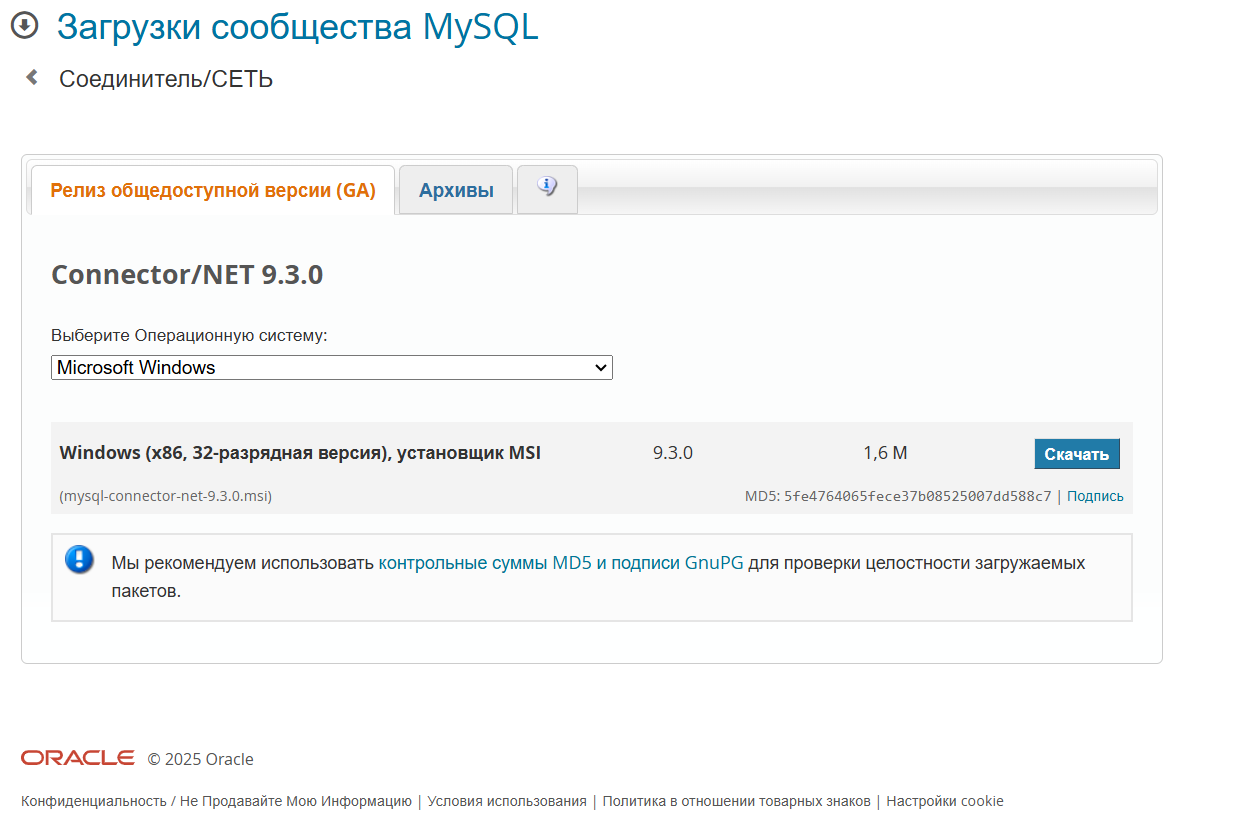 Загрузки сообщества MySQL
Соединитель/СЕТЬ
Релиз общедоступной версии (GA) Архивы
Connector/NET 9.3.0
Выберите Операционную систему:
Microsoft Windows
Windows (x86, 32-разрядная версия), установщик MSI 9.3.0 1,6 М Скачать
(mysql-connector-net-9.3.0.msi) MD5: 5fe4764065fece37b08525007dd588c7 | Подпись
Мы рекомендуем использовать контрольные суммы MD5 и подписи GnuPG для проверки целостности загружаемых
пакетов.
ORACLE © 2025 Oracle
Конфиденциальность / Не Продавайте Мою Информацию | Условия использования | Политика в отношении товарных знаков | Настройки cookie